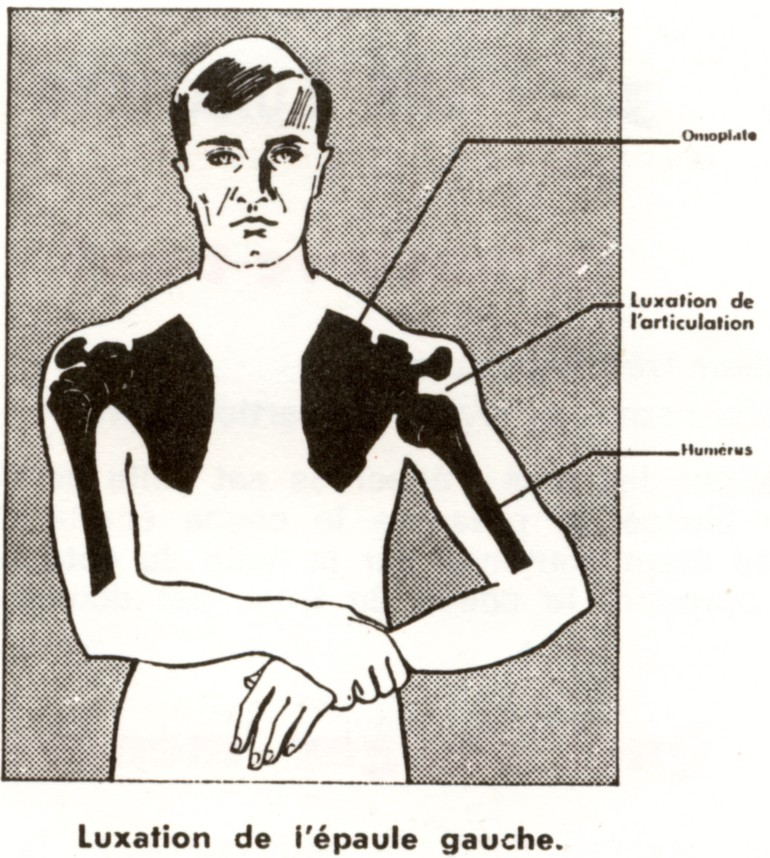 Omoplate
Luxation de
l'articulation
Humérus
Luxation de l'épaule gauche.